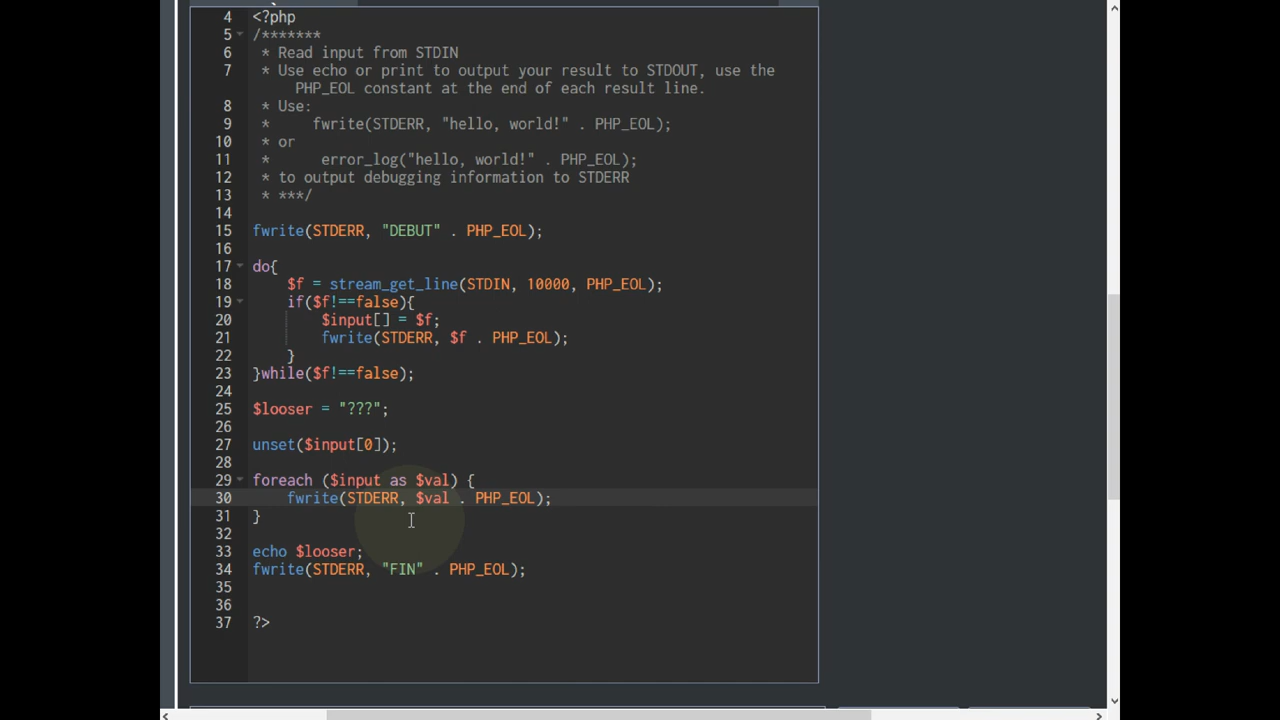 4 <?php
5 /*******
6  * Read input from STDIN
7  * Use echo or print to output your result to STDOUT, use the
PHP_EOL constant at the end of each result line.
8  * Use:
9  *     fwrite(STDERR, "hello, world!" . PHP_EOL);
10  * or
11  *      error_log("hello, world!" . PHP_EOL);
12  * to output debugging information to STDERR
13  * ***/
14
15 fwrite(STDERR, "DEBUT" . PHP_EOL);
16
17 do{
18     $f = stream_get_line(STDIN, 10000, PHP_EOL);
19     if($f!==false){
20         $input[] = $f;
21         fwrite(STDERR, $f . PHP_EOL);
22     }
23 }while($f!==false);
24
25 $looser = "???";
26
27 unset($input[0]);
28
29 foreach ($input as $val) {
30     fwrite(STDERR, $val . PHP_EOL);
31 }
32
33 echo $looser;
34 fwrite(STDERR, "FIN" . PHP_EOL);
35
36
37 ?>